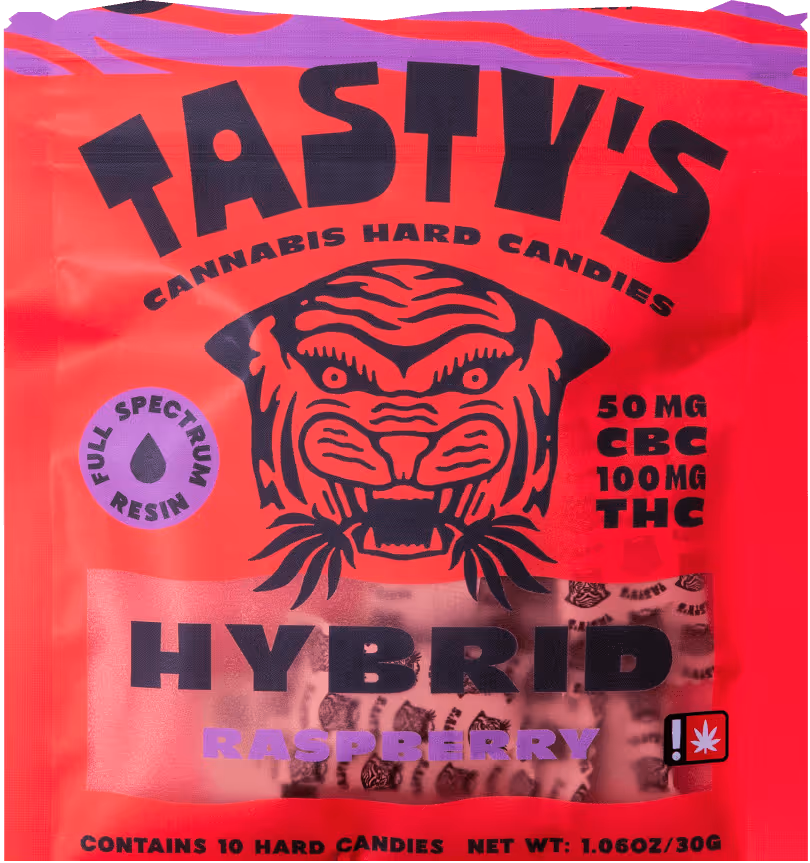 TASTY'S
CANNABIS HARD CANDIES
FULL SPECTRUM
RESIN
50 MG
CBC
100 MG
THC
HYBRID
RASPBERRY
!
CONTAINS 10 HARD CANDIES NET WT: 1.06OZ/30G